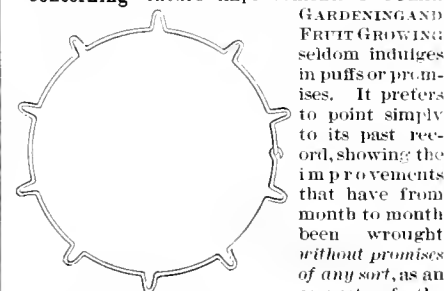 GARDENING AND
FRUIT GROWING
seldom indulges
in puffs or prom-
ises. It prefers
to point simply
to its past rec-
ord, showing the
improvements
that have from
month to month
been wrought
without promises
of any sort, as an